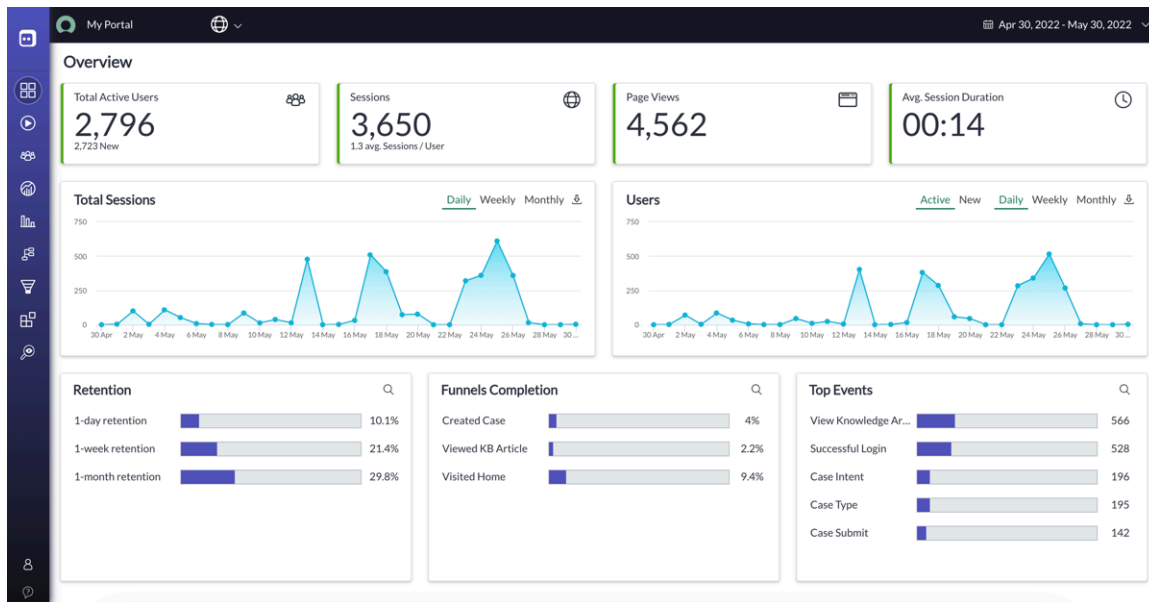 My Portal
Apr 30, 2022 - May 30, 2022
Overview
Total Active Users
2,796
2,723 New
Sessions
3,650
1.3 avg. Sessions / User
Page Views
4,562
Avg. Session Duration
00:14
Total Sessions
Daily Weekly Monthly
750
500
250
0
30 Apr 2 May 4 May 6 May 8 May 10 May 12 May 14 May 16 May 18 May 20 May 22 May 24 May 26 May 28 May 30...
Users
Active New Daily Weekly Monthly
750
500
250
0
30 Apr 2 May 4 May 6 May 8 May 10 May 12 May 14 May 16 May 18 May 20 May 22 May 24 May 26 May 28 May 30...
Retention
1-day retention 10.1%
1-week retention 21.4%
1-month retention 29.8%
Funnels Completion
Created Case 4%
Viewed KB Article 2.2%
Visited Home 9.4%
Top Events
View Knowledge Ar... 566
Successful Login 528
Case Intent 196
Case Type 195
Case Submit 142